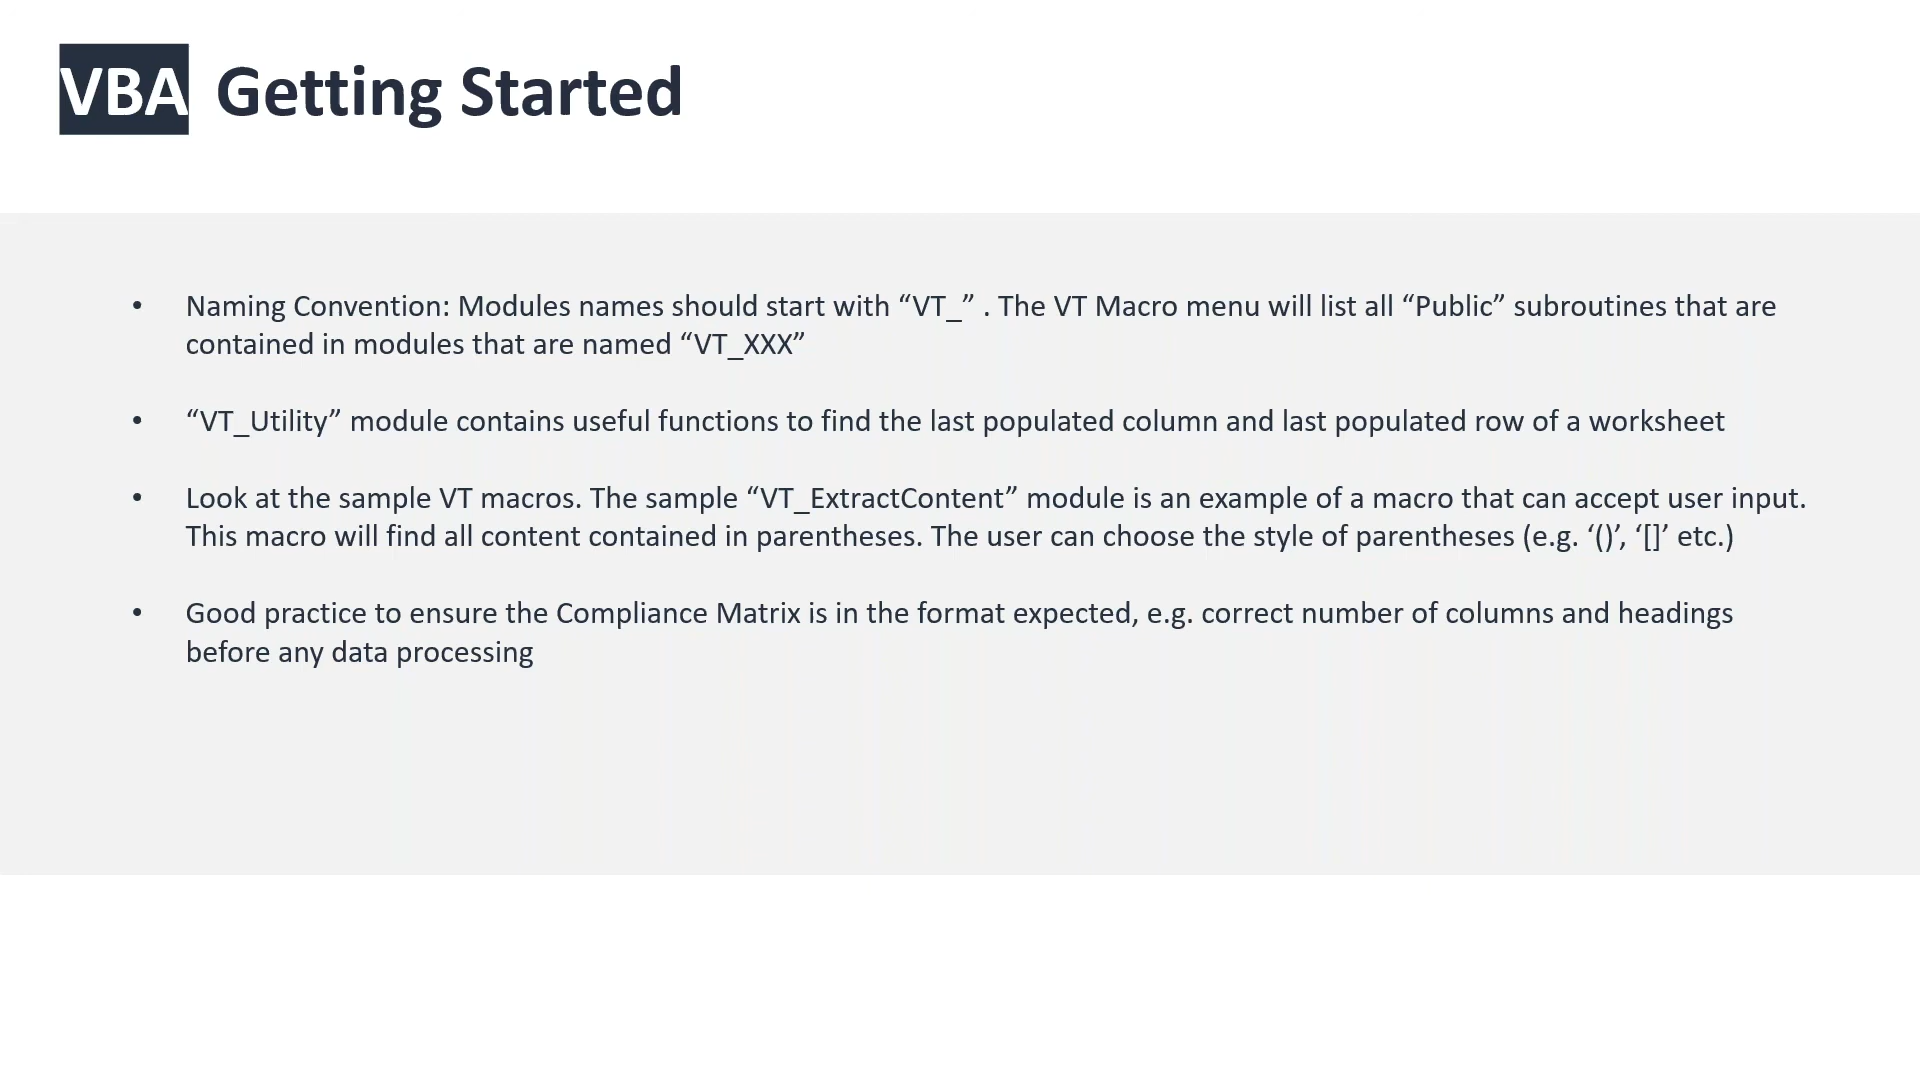 VBA Getting Started
• Naming Convention: Modules names should start with “VT_” . The VT Macro menu will list all “Public” subroutines that are
contained in modules that are named “VT_XXX”
• “VT_Utility” module contains useful functions to find the last populated column and last populated row of a worksheet
• Look at the sample VT macros. The sample “VT_ExtractContent” module is an example of a macro that can accept user input.
This macro will find all content contained in parentheses. The user can choose the style of parentheses (e.g. ‘()’, ‘[]’ etc.)
• Good practice to ensure the Compliance Matrix is in the format expected, e.g. correct number of columns and headings
before any data processing